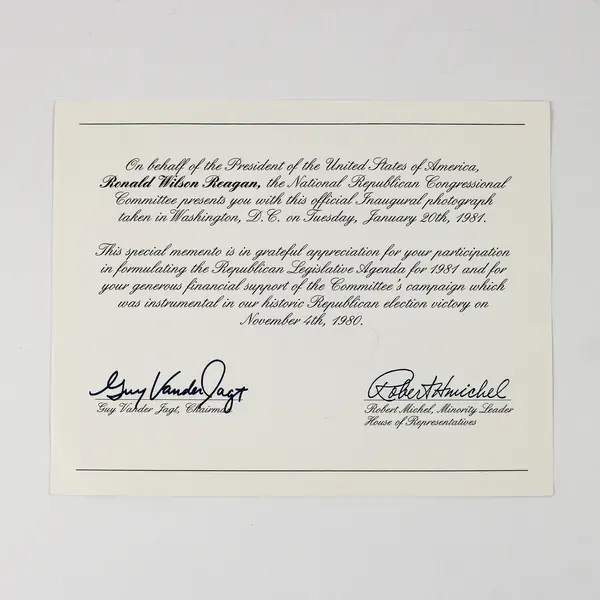 On behalf of the President of the United States of America,
Ronald Wilson Reagan, the National Republican Congressional
Committee presents you with this official Inaugural photograph
taken in Washington, D.C. on Tuesday, January 20th, 1981.
This special memento is in grateful appreciation for your participation
in formulating the Republican Legislative Agenda for 1981 and for
your generous financial support of the Committee's campaign which
was instrumental in our historic Republican election victory on
November 4th, 1980.
Guy Vander Jagt
Guy Vander Jagt, Chairman
Robert H Michel
Robert Michel, Minority Leader
House of Representatives